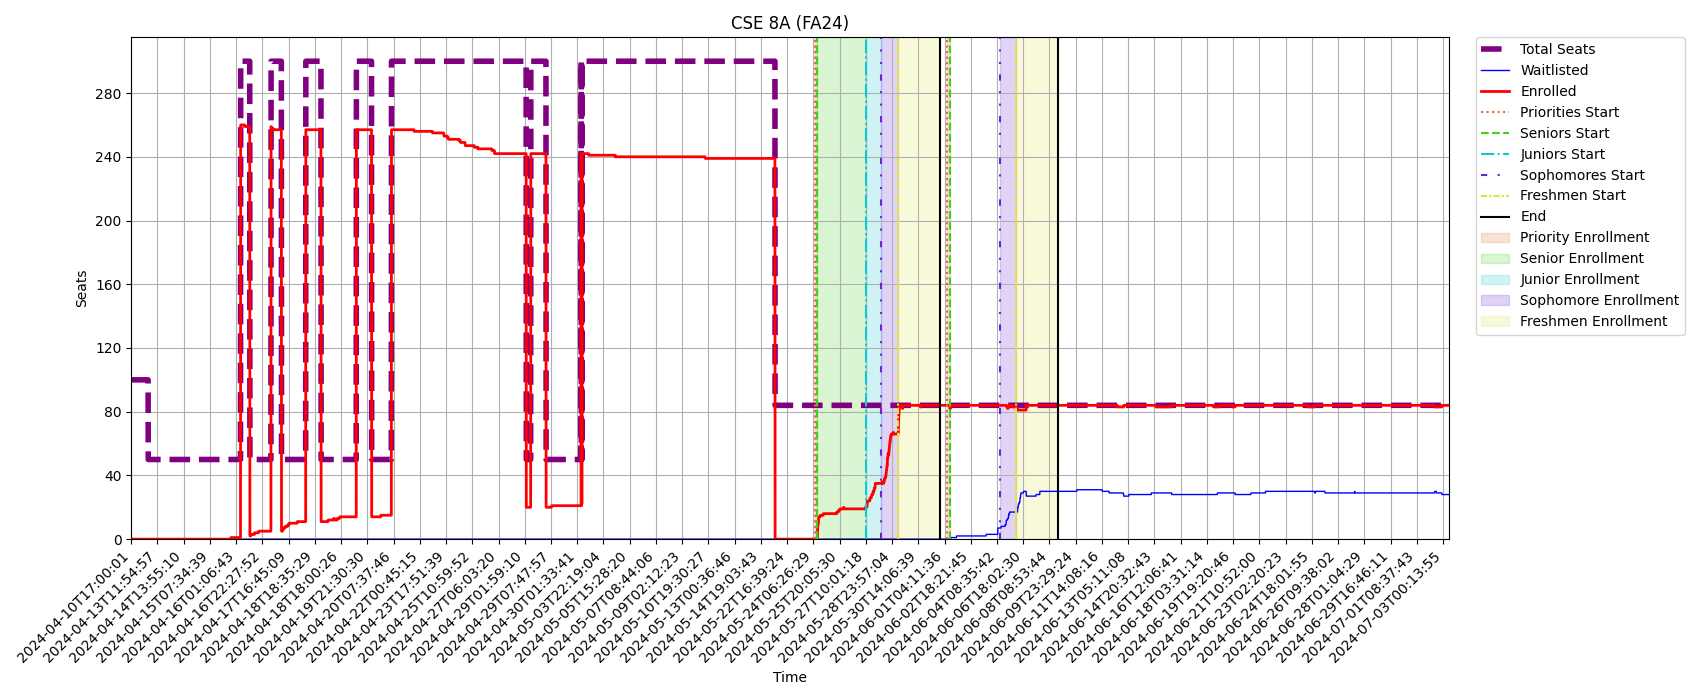 CSE 8A (FA24)
Seats
280
240
200
160
120
80
40
0
2024-04-10T17:00:01
2024-04-13T11:54:57
2024-04-14T13:55:10
2024-04-15T07:34:39
2024-04-16T01:06:43
2024-04-16T22:27:52
2024-04-17T16:45:09
2024-04-18T18:35:29
2024-04-18T18:00:26
2024-04-19T21:30:30
2024-04-20T07:37:46
2024-04-22T00:45:15
2024-04-23T17:51:39
2024-04-25T10:59:52
2024-04-27T06:03:20
2024-04-29T01:59:10
2024-04-29T07:47:57
2024-04-30T01:33:41
2024-05-03T22:19:04
2024-05-05T15:28:20
2024-05-07T08:44:06
2024-05-09T02:12:23
2024-05-10T19:30:27
2024-05-13T00:36:46
2024-05-14T19:03:43
2024-05-22T16:39:24
2024-05-24T06:26:29
2024-05-25T20:05:30
2024-05-27T10:01:18
2024-05-28T23:57:04
2024-05-30T14:06:39
2024-06-01T04:11:36
2024-06-02T18:21:45
2024-06-04T08:35:42
2024-06-06T18:02:30
2024-06-08T08:53:44
2024-06-09T23:29:24
2024-06-11T14:08:16
2024-06-13T05:11:08
2024-06-14T20:32:43
2024-06-16T12:06:41
2024-06-18T03:31:14
2024-06-19T19:20:46
2024-06-21T10:52:00
2024-06-23T02:20:23
2024-06-24T18:01:55
2024-06-26T09:38:02
2024-06-28T01:04:29
2024-06-29T16:46:11
2024-07-01T08:37:43
2024-07-03T00:13:55
Time
Total Seats
Waitlisted
Enrolled
Priorities Start
Seniors Start
Juniors Start
Sophomores Start
Freshmen Start
End
Priority Enrollment
Senior Enrollment
Junior Enrollment
Sophomore Enrollment
Freshmen Enrollment